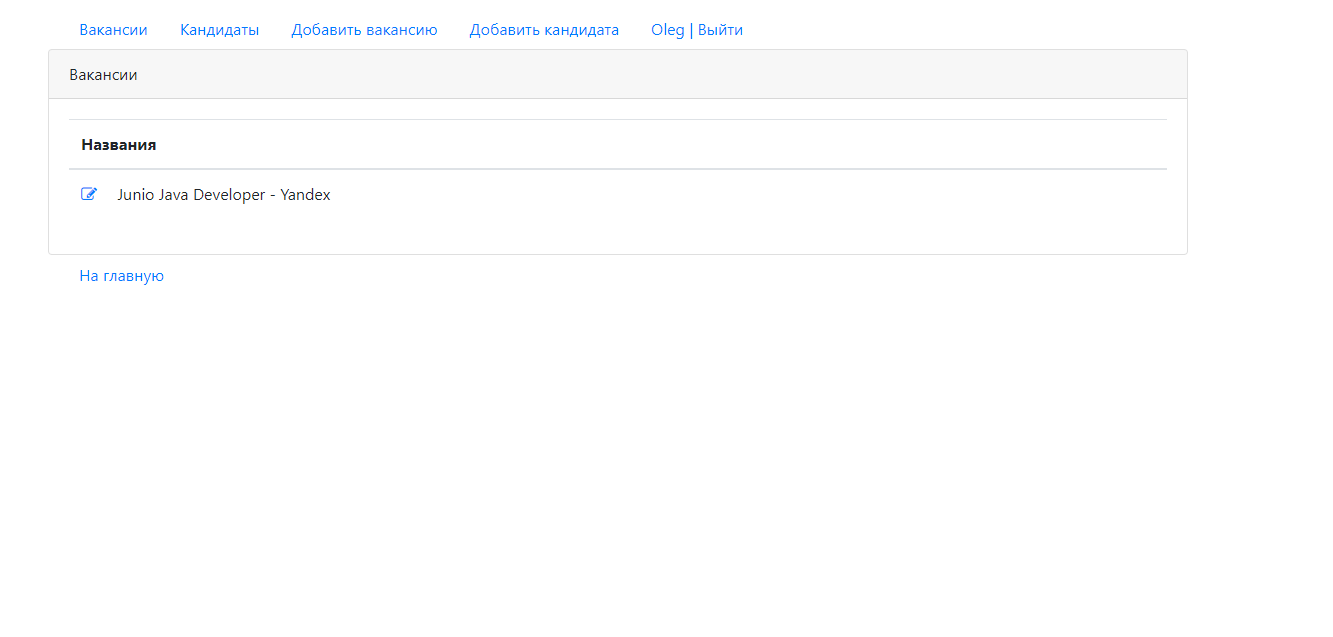 Вакансии Кандидаты Добавить вакансию Добавить кандидата Oleg | Выйти
Вакансии
Названия
Junio Java Developer - Yandex
На главную